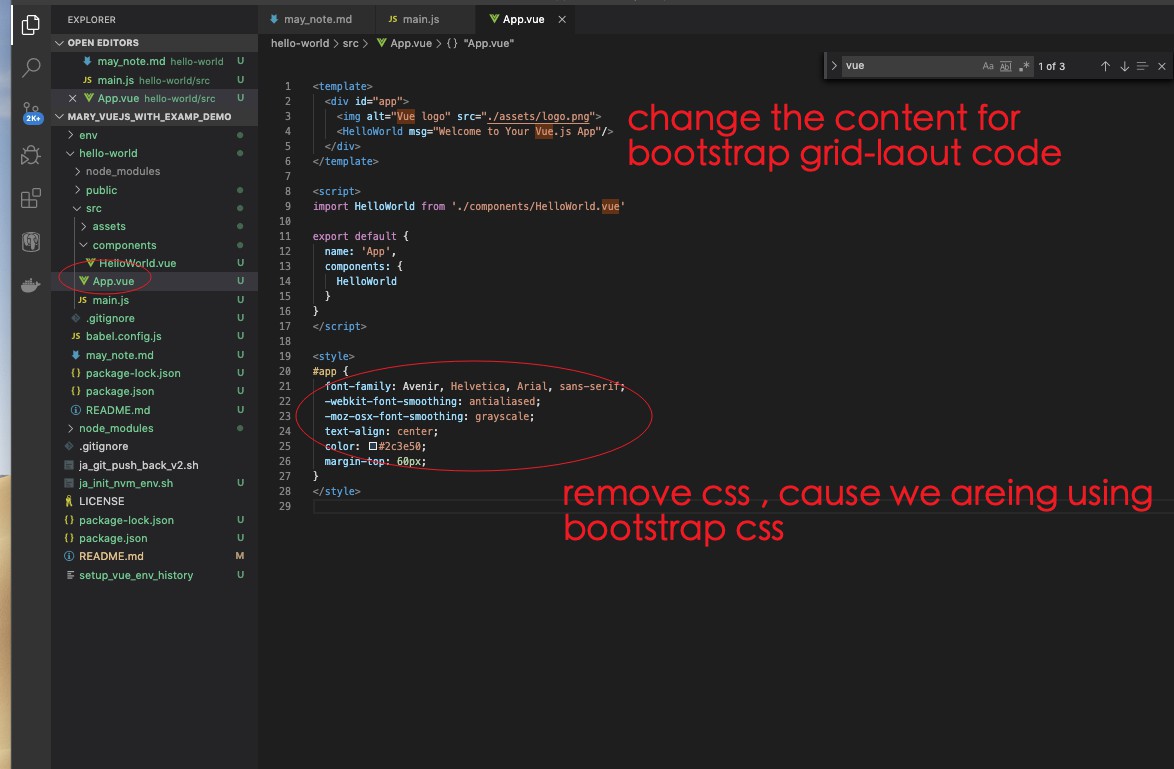 EXPLORER
OPEN EDITORS
may_note.md hello-world U
JS main.js hello-world/src U
App.vue hello-world/src U
2K+
MARY_VUEJS_WITH_EXAMP_DEMO
env
hello-world
node_modules
public
src
assets
components
HelloWorld.vue U
App.vue U
JS main.js U
.gitignore U
JS babel.config.js U
may_note.md U
{} package-lock.json U
{} package.json U
README.md U
node_modules
.gitignore
ja_git_push_back_v2.sh
ja_init_nvm_env.sh U
LICENSE
{} package-lock.json U
{} package.json U
README.md M
setup_vue_env_history U
may_note.md JS main.js App.vue
hello-world > src > App.vue > {} "App.vue"
vue Aa Abl .* 1 of 3
1 <template>
2 <div id="app">
3 <img alt="Vue logo" src="./assets/logo.png">
4 <HelloWorld msg="Welcome to Your Vue.js App"/>
5 </div>
6 </template>
7
8 <script>
9 import HelloWorld from './components/HelloWorld.vue'
10
11 export default {
12 name: 'App',
13 components: {
14 HelloWorld
15 }
16 }
17 </script>
18
19 <style>
20 #app {
21 font-family: Avenir, Helvetica, Arial, sans-serif;
22 -webkit-font-smoothing: antialiased;
23 -moz-osx-font-smoothing: grayscale;
24 text-align: center;
25 color: #2c3e50;
26 margin-top: 60px;
27 }
28 </style>
29
change the content for
bootstrap grid-laout code
remove css , cause we areing using
bootstrap css